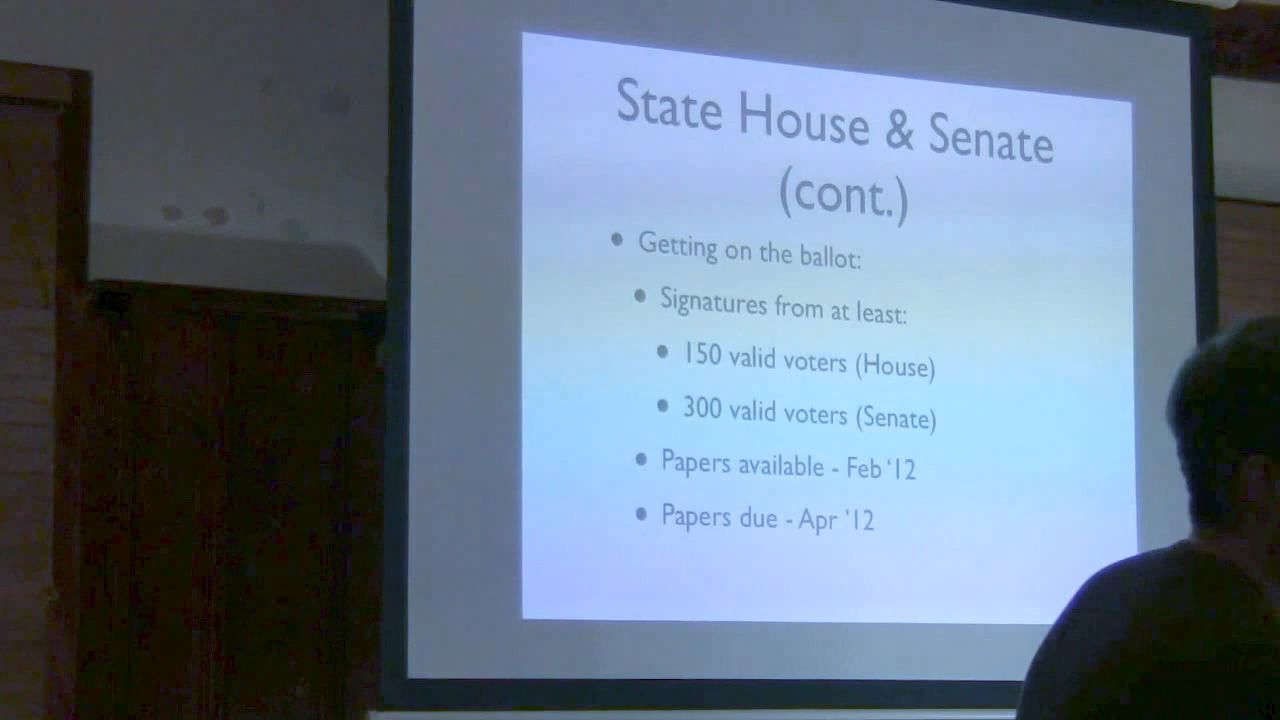 State House & Senate
(cont.)
• Getting on the ballot:
• Signatures from at least:
• 150 valid voters (House)
• 300 valid voters (Senate)
• Papers available - Feb '12
• Papers due - Apr '12